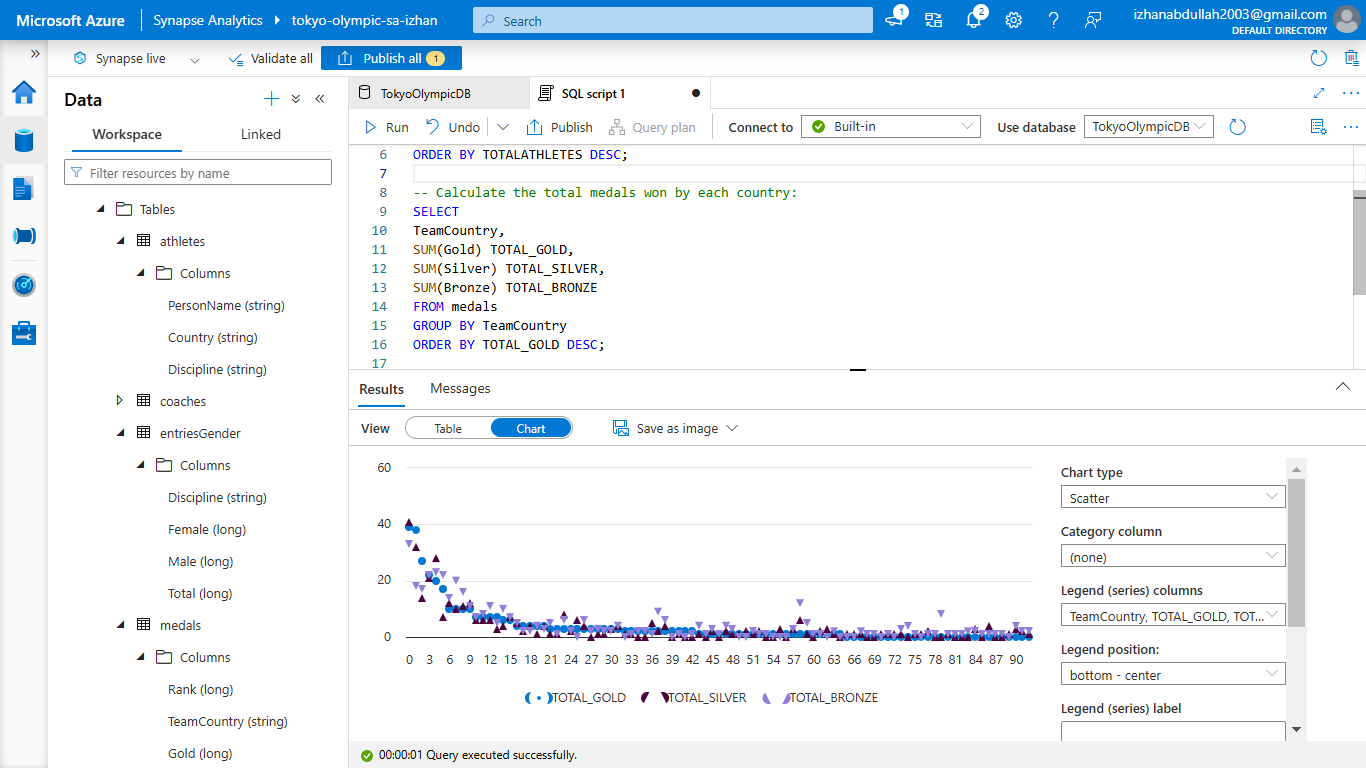 Microsoft Azure
Synapse Analytics
tokyo-olympic-sa-izhan
Search
1
2
izhanabdullah2003@gmail.com
DEFAULT DIRECTORY
Synapse live
Validate all
Publish all 1
Data
Workspace
Linked
Filter resources by name
Tables
athletes
Columns
PersonName (string)
Country (string)
Discipline (string)
coaches
entriesGender
Columns
Discipline (string)
Female (long)
Male (long)
Total (long)
medals
Columns
Rank (long)
TeamCountry (string)
Gold (long)
TokyoOlympicDB
SQL script 1
Run
Undo
Publish
Query plan
Connect to
Built-in
Use database
TokyoOlympicDB
6 ORDER BY TOTALATHLETES DESC;
7
8 -- Calculate the total medals won by each country:
9 SELECT
10 TeamCountry,
11 SUM(Gold) TOTAL_GOLD,
12 SUM(Silver) TOTAL_SILVER,
13 SUM(Bronze) TOTAL_BRONZE
14 FROM medals
15 GROUP BY TeamCountry
16 ORDER BY TOTAL_GOLD DESC;
17
Results
Messages
View
Table
Chart
Save as image
60
40
20
0
0 3 6 9 12 15 18 21 24 27 30 33 36 39 42 45 48 51 54 57 60 63 66 69 72 75 78 81 84 87 90
TOTAL_GOLD
TOTAL_SILVER
TOTAL_BRONZE
Chart type
Scatter
Category column
(none)
Legend (series) columns
TeamCountry, TOTAL_GOLD, TOT...
Legend position:
bottom - center
Legend (series) label
00:00:01 Query executed successfully.